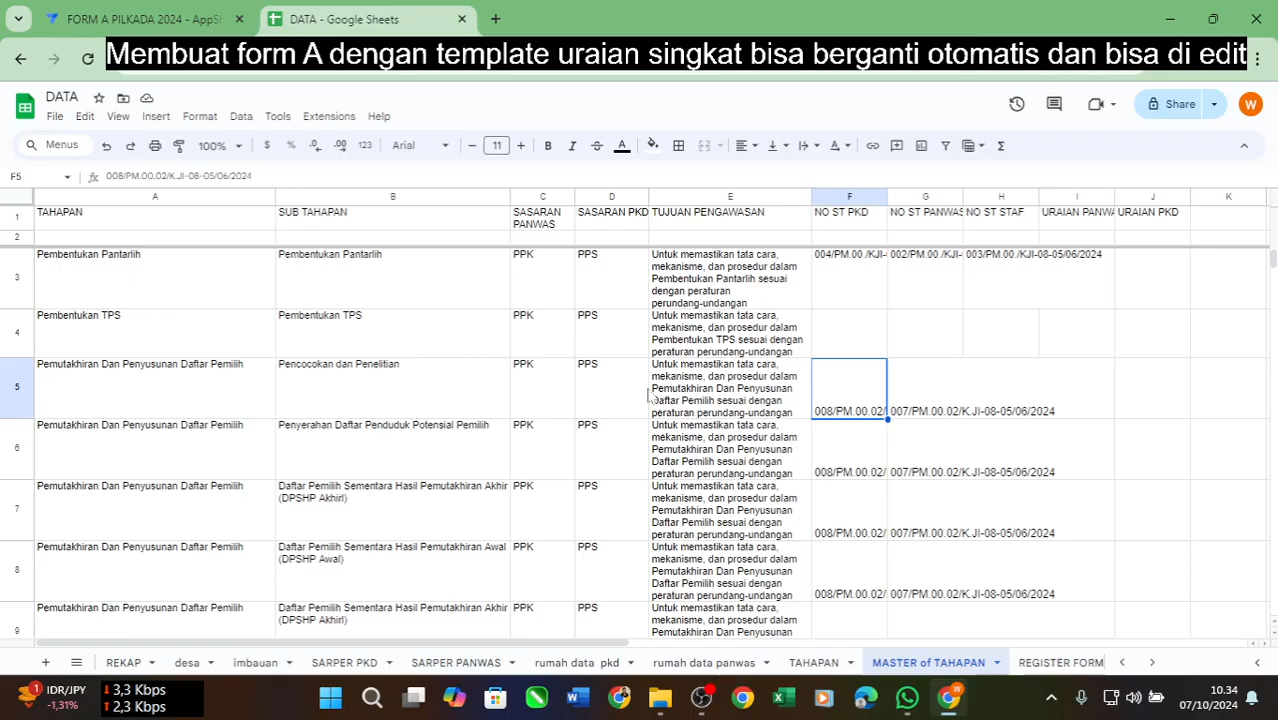 FORM A PILKADA 2024 - AppSh
DATA - Google Sheets
Membuat form A dengan template uraian singkat bisa berganti otomatis dan bisa di edit
DATA
File Edit View Insert Format Data Tools Extensions Help
Share
W
Menus 100% $ % .0 .00 123 Arial 11 B I A
F5 fx 008/PM.00.02/K.JI-08-05/06/2024
A B C D E F G H I J K
1 TAHAPAN SUB TAHAPAN SASARAN PANWAS SASARAN PKD TUJUAN PENGAWASAN NO ST PKD NO ST PANWAS NO ST STAF URAIAN PANWA URAIAN PKD
2
3 Pembentukan Pantarlih Pembentukan Pantarlih PPK PPS Untuk memastikan tata cara, 004/PM.00./KJI- 002/PM.00./KJI- 003/PM.00./KJI-08-05/06/2024
mekanisme, dan prosedur dalam
Pembentukan Pantarlih sesuai
dengan peraturan
perundang-undangan
4 Pembentukan TPS Pembentukan TPS PPK PPS Untuk memastikan tata cara,
mekanisme, dan prosedur dalam
Pembentukan TPS sesuai dengan
peraturan perundang-undangan
5 Pemutakhiran Dan Penyusunan Daftar Pemilih Pencocokan dan Penelitian PPK PPS Untuk memastikan tata cara,
mekanisme, dan prosedur dalam
Pemutakhiran Dan Penyusunan
Daftar Pemilih sesuai dengan
peraturan perundang-undangan 008/PM.00.02/ 007/PM.00.02/K.JI-08-05/06/2024
6 Pemutakhiran Dan Penyusunan Daftar Pemilih Penyerahan Daftar Penduduk Potensial Pemilih PPK PPS Untuk memastikan tata cara,
mekanisme, dan prosedur dalam
Pemutakhiran Dan Penyusunan
Daftar Pemilih sesuai dengan
peraturan perundang-undangan 008/PM.00.02/ 007/PM.00.02/K.JI-08-05/06/2024
7 Pemutakhiran Dan Penyusunan Daftar Pemilih Daftar Pemilih Sementara Hasil Pemutakhiran Akhir PPK PPS Untuk memastikan tata cara,
(DPSHP Akhirl) mekanisme, dan prosedur dalam
Pemutakhiran Dan Penyusunan
Daftar Pemilih sesuai dengan
peraturan perundang-undangan 008/PM.00.02/ 007/PM.00.02/K.JI-08-05/06/2024
8 Pemutakhiran Dan Penyusunan Daftar Pemilih Daftar Pemilih Sementara Hasil Pemutakhiran Awal PPK PPS Untuk memastikan tata cara,
(DPSHP Awal) mekanisme, dan prosedur dalam
Pemutakhiran Dan Penyusunan
Daftar Pemilih sesuai dengan
peraturan perundang-undangan 008/PM.00.02/ 007/PM.00.02/K.JI-08-05/06/2024
9 Pemutakhiran Dan Penyusunan Daftar Pemilih Daftar Pemilih Sementara Hasil Pemutakhiran Akhir PPK PPS Untuk memastikan tata cara,
(DPSHP Akhirl) mekanisme, dan prosedur dalam
Pemutakhiran Dan Penyusunan
REKAP desa imbauan SARPER PKD SARPER PANWAS rumah data pkd rumah data panwas TAHAPAN MASTER of TAHAPAN REGISTER FORM
1 IDR/JPY -1,31% 3,3 Kbps 2,3 Kbps 10.34 07/10/2024